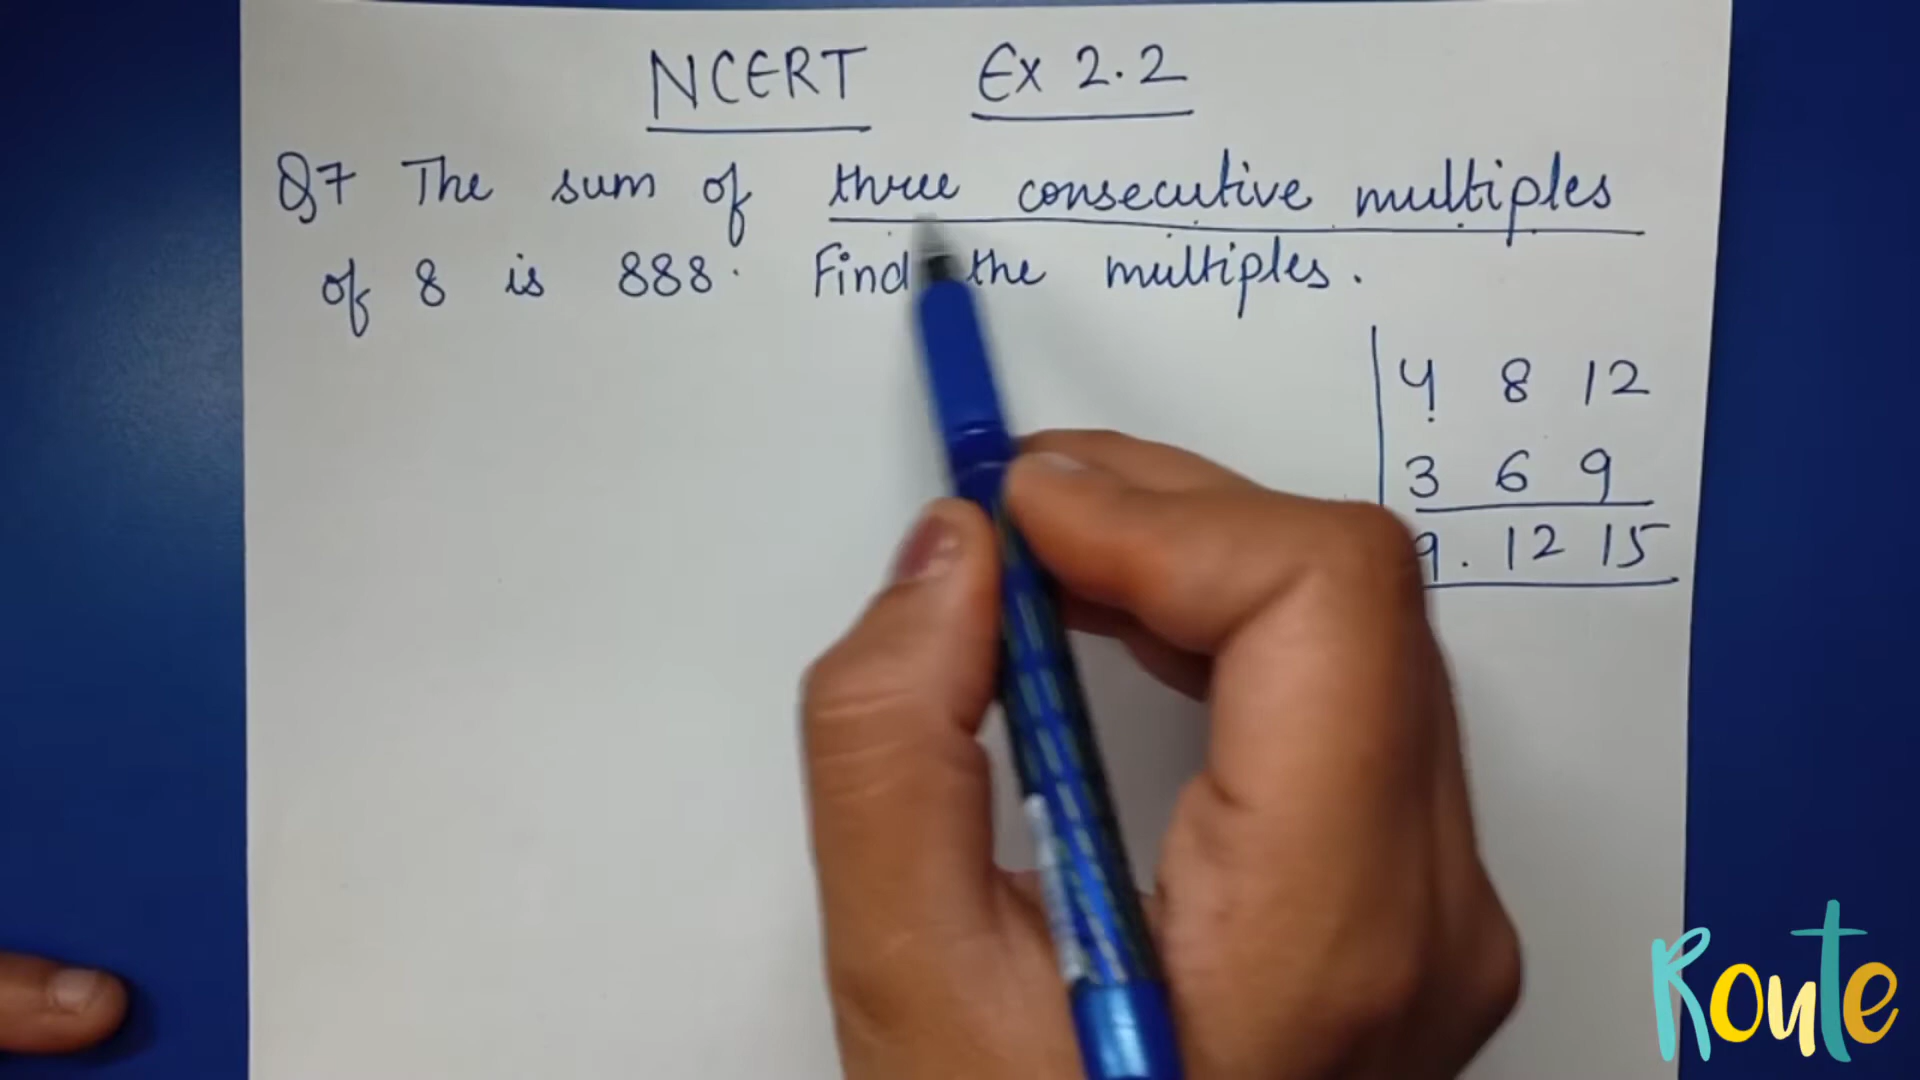 NCERT Ex 2.2
Q7 The sum of three consecutive multiples
of 8 is 888. Find the multiples.
4 8 12
3 6 9
9. 12 15
Route